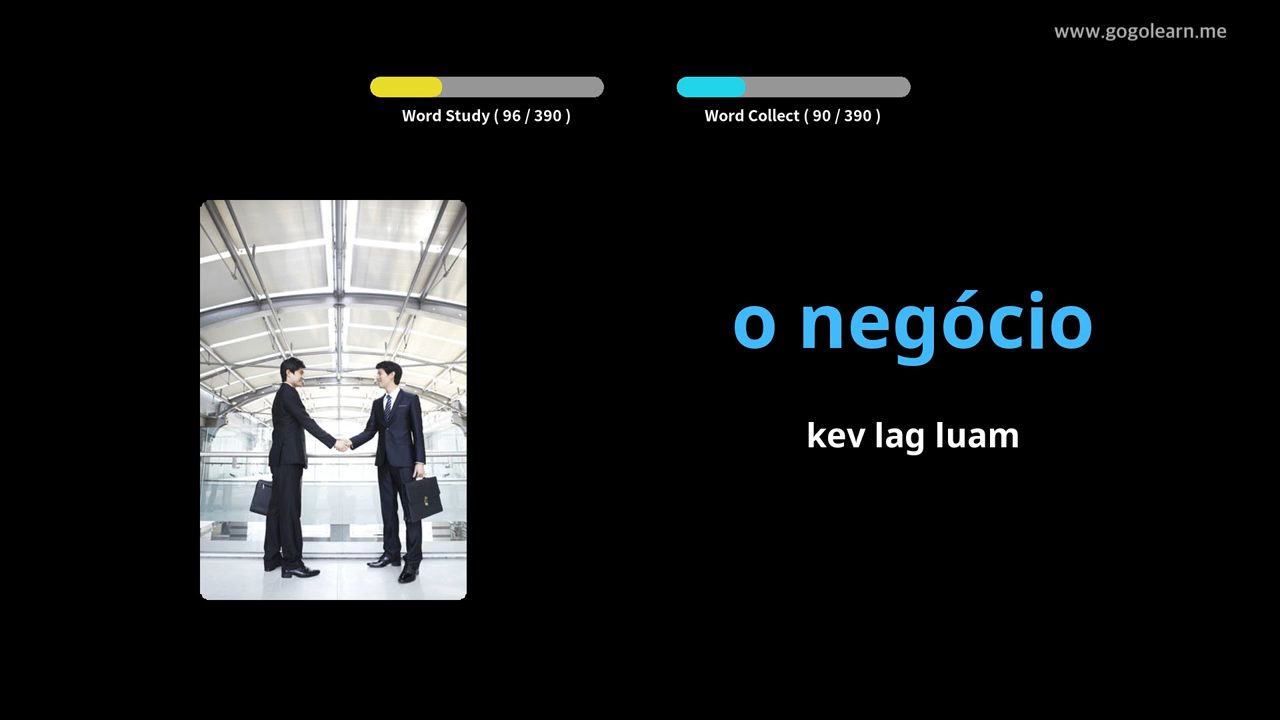 www.gogolearn.me
Word Study ( 96 / 390 )
Word Collect ( 90 / 390 )
o negócio
kev lag luam